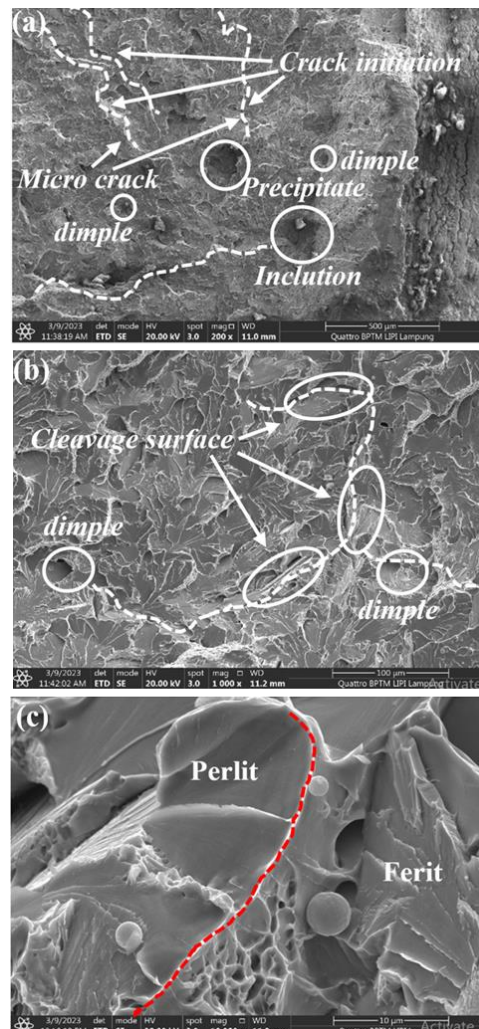 (a)
Crack initiation
Micro crack
dimple
Precipitate
dimple
Inclution
3/9/2023 det mode HV spot mag WD 500 µm
11:38:19 AM ETD SE 20.00 kV 3.0 200 x 11.0 mm Quattro BPTM LIPI Lampung
(b)
Cleavage surface
dimple
dimple
3/9/2023 det mode HV spot mag WD 100 µm
11:42:02 AM ETD SE 20.00 kV 3.0 1 000 x 11.2 mm Quattro BPTM LIPI Lampung
Activate
(c)
Perlit
Ferit
3/9/2023 det mode HV spot mag WD 10 µm
Activate